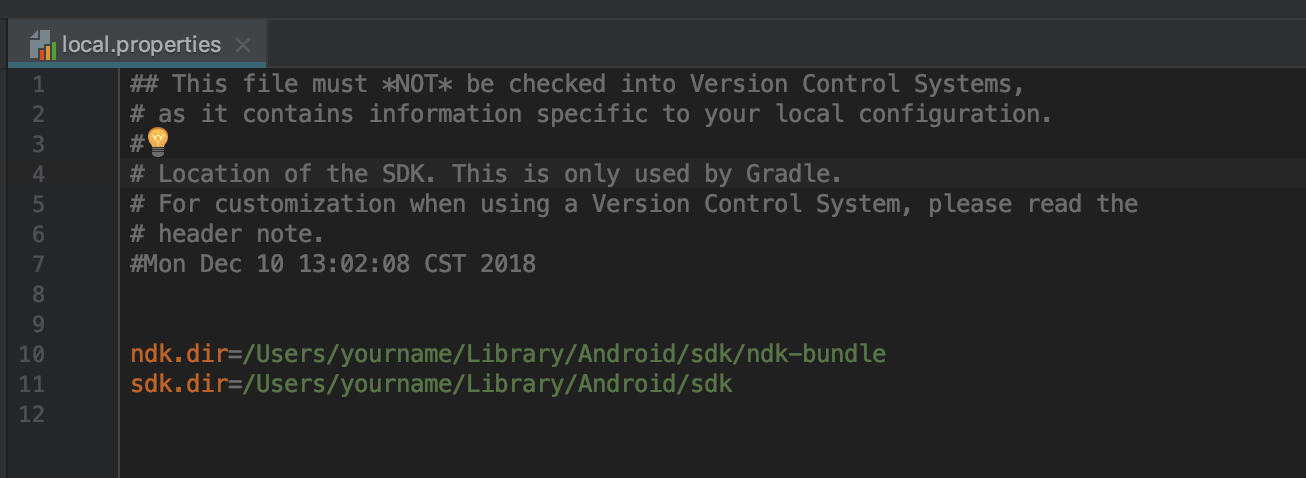 local.properties
1 ## This file must *NOT* be checked into Version Control Systems,
2 # as it contains information specific to your local configuration.
3 #
4 # Location of the SDK. This is only used by Gradle.
5 # For customization when using a Version Control System, please read the
6 # header note.
7 #Mon Dec 10 13:02:08 CST 2018
8
9
10 ndk.dir=/Users/yourname/Library/Android/sdk/ndk-bundle
11 sdk.dir=/Users/yourname/Library/Android/sdk
12